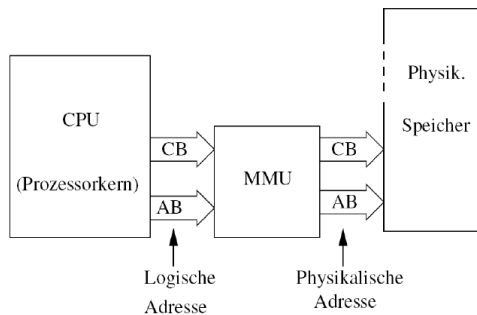 CPU
(Prozessorkern)
CB
AB
MMU
CB
AB
Physik.
Speicher
Logische
Adresse
Physikalische
Adresse